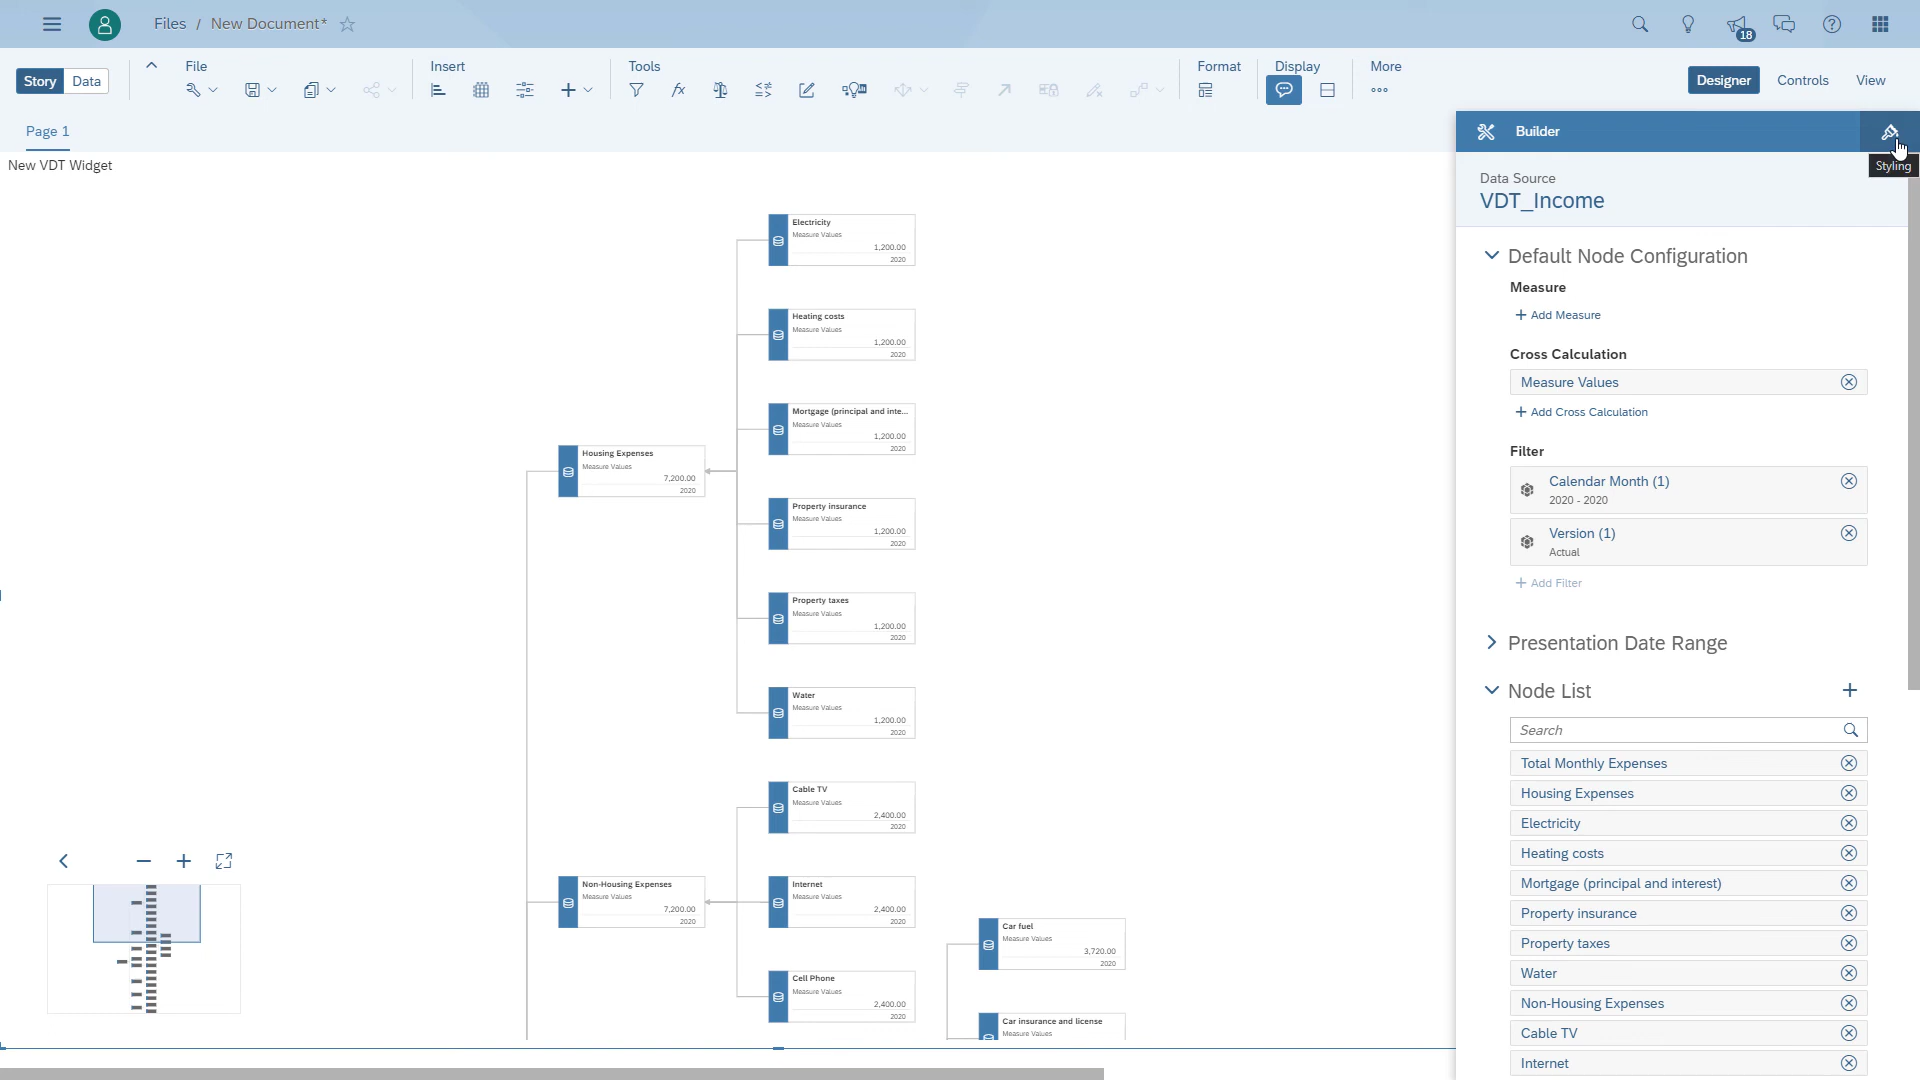 Files / New Document*
18
Story Data
File
Insert
Tools
Format
Display
More
Designer Controls View
Page 1
New VDT Widget
Electricity
Measure Values
1,200.00
2020
Heating costs
Measure Values
1,200.00
2020
Mortgage (principal and inte...
Measure Values
1,200.00
2020
Housing Expenses
Measure Values
7,200.00
2020
Property insurance
Measure Values
1,200.00
2020
Property taxes
Measure Values
1,200.00
2020
Water
Measure Values
1,200.00
2020
Cable TV
Measure Values
2,400.00
2020
Non-Housing Expenses
Measure Values
7,200.00
2020
Internet
Measure Values
2,400.00
2020
Car fuel
Measure Values
3,720.00
2020
Cell Phone
Measure Values
2,400.00
2020
Car insurance and license
Measure Values
Builder
Styling
Data Source
VDT_Income
Default Node Configuration
Measure
+ Add Measure
Cross Calculation
Measure Values
+ Add Cross Calculation
Filter
Calendar Month (1)
2020 - 2020
Version (1)
Actual
+ Add Filter
Presentation Date Range
Node List
Search
Total Monthly Expenses
Housing Expenses
Electricity
Heating costs
Mortgage (principal and interest)
Property insurance
Property taxes
Water
Non-Housing Expenses
Cable TV
Internet